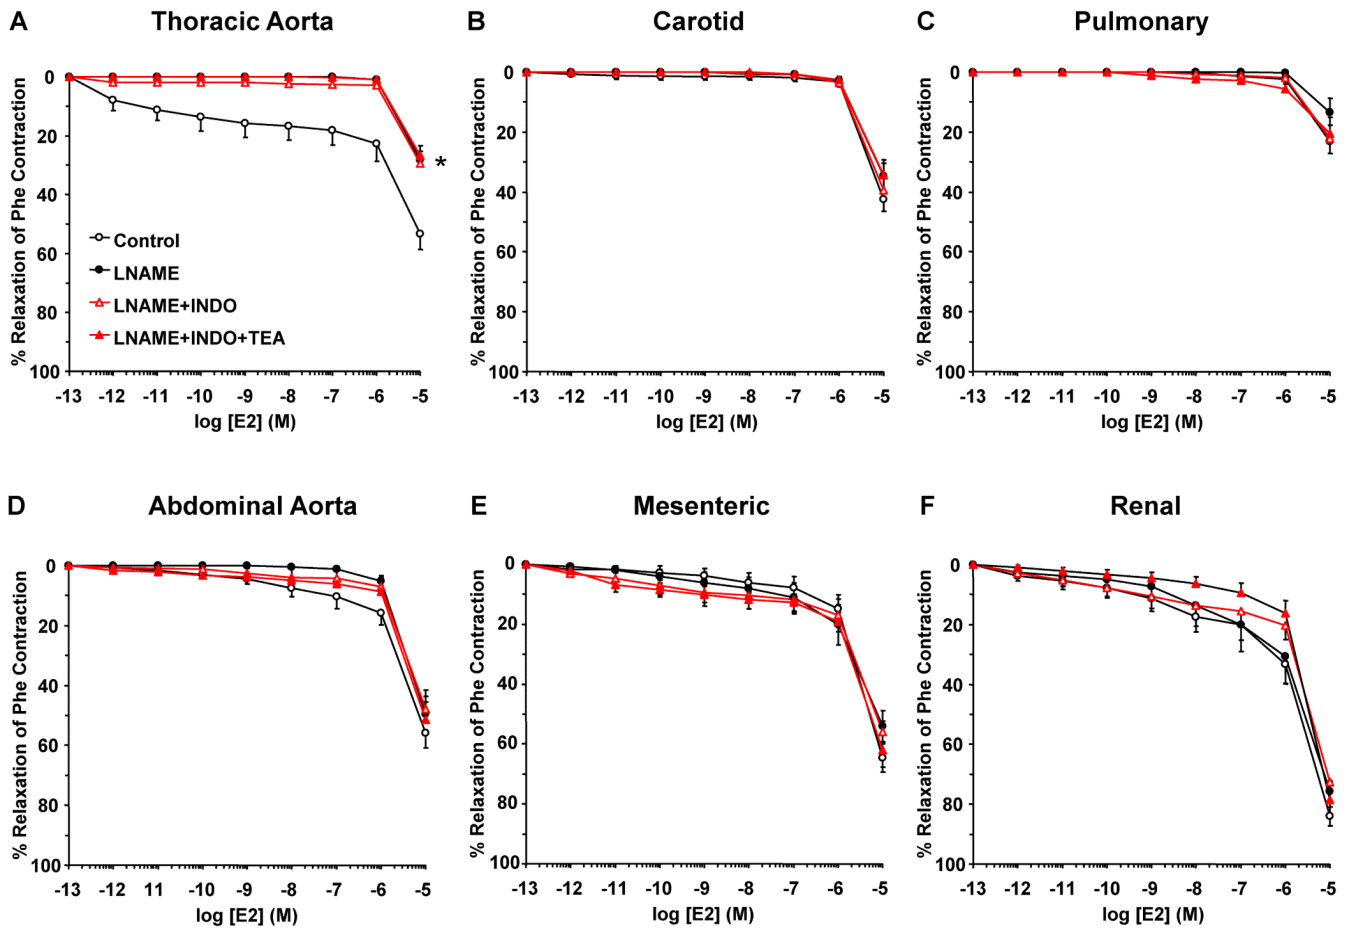 A Thoracic Aorta
% Relaxation of Phe Contraction
0
20
40
60
80
100
Control
LNAME
LNAME+INDO
LNAME+INDO+TEA
*
-13 -12 -11 -10 -9 -8 -7 -6 -5
log [E2] (M)
B Carotid
% Relaxation of Phe Contraction
0
20
40
60
80
100
-13 -12 -11 -10 -9 -8 -7 -6 -5
log [E2] (M)
C Pulmonary
% Relaxation of Phe Contraction
0
20
40
60
80
100
-13 -12 -11 -10 -9 -8 -7 -6 -5
log [E2] (M)
D Abdominal Aorta
% Relaxation of Phe Contraction
0
20
40
60
80
100
-13 -12 -11 -10 -9 -8 -7 -6 -5
log [E2] (M)
E Mesenteric
% Relaxation of Phe Contraction
0
20
40
60
80
100
-13 -12 -11 -10 -9 -8 -7 -6 -5
log [E2] (M)
F Renal
% Relaxation of Phe Contraction
0
20
40
60
80
100
-13 -12 -11 -10 -9 -8 -7 -6 -5
log [E2] (M)